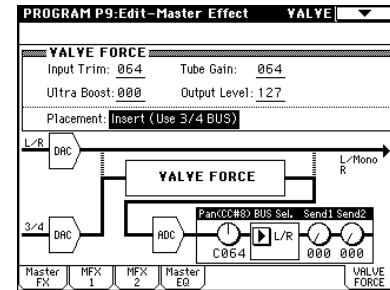 PROGRAM P9:Edit-Master Effect VALVE
VALVE FORCE
Input Trim: 064 Tube Gain: 064
Ultra Boost: 000 Output Level: 127
Placement: Insert (Use 3/4 BUS)
L/R DAC
L/Mono
R
VALVE FORCE
Pan(CC#8) BUS Sel. Send1 Send2
3/4 DAC ADC L/R
C064 000 000
Master FX MFX 1 MFX 2 Master EQ VALVE FORCE